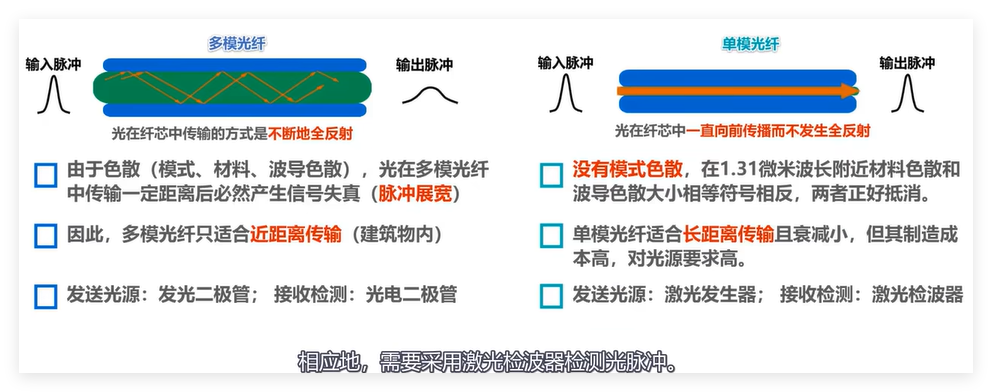 多模光纤
输入脉冲
输出脉冲
光在纤芯中传输的方式是不断地全反射
由于色散（模式、材料、波导色散），光在多模光纤
中传输一定距离后必然产生信号失真（脉冲展宽）
因此，多模光纤只适合近距离传输（建筑物内）
发送光源：发光二极管； 接收检测：光电二极管
单模光纤
输入脉冲
输出脉冲
光在纤芯中一直向前传播而不发生全反射
没有模式色散，在1.31微米波长附近材料色散和
波导色散大小相等符号相反，两者正好抵消。
单模光纤适合长距离传输且衰减小，但其制造成
本高，对光源要求高。
发送光源：激光发生器； 接收检测：激光检波器
相应地，需要采用激光检波器检测光脉冲。